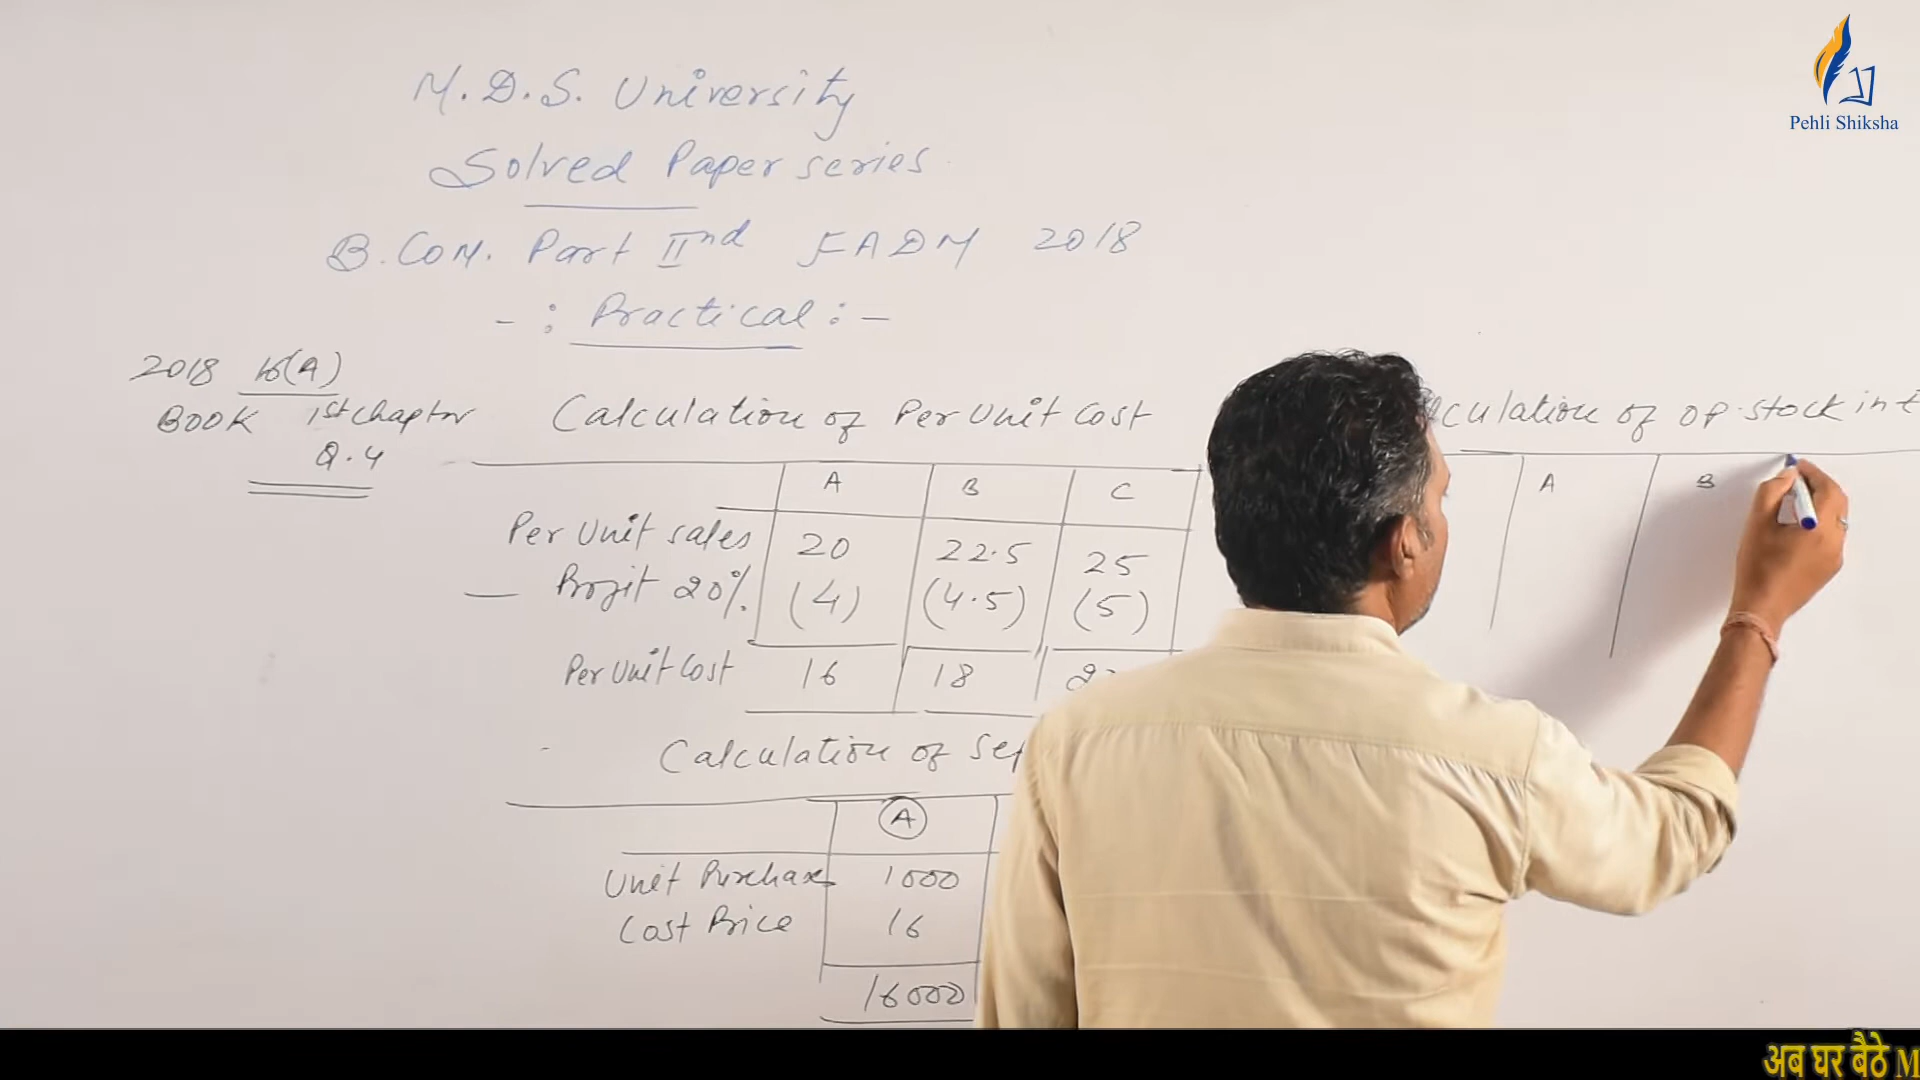 M.D.S. University
Solved Paper series
B.COM. Part IInd EADM 2018
-: Practical :-
2018 16(A)
BOOK 1st chapter
Q.4
Calculation of Per Unit Cost
A B C
Per Unit sales 20 22.5 25
— Profit 20% (4) (4.5) (5)
Per Unit Cost 16 18
Calculation of
A
Unit Purchase 1000
Cost Price 16
16000
of op. stock in
A B
Pehli Shiksha
अब घर बैठे M